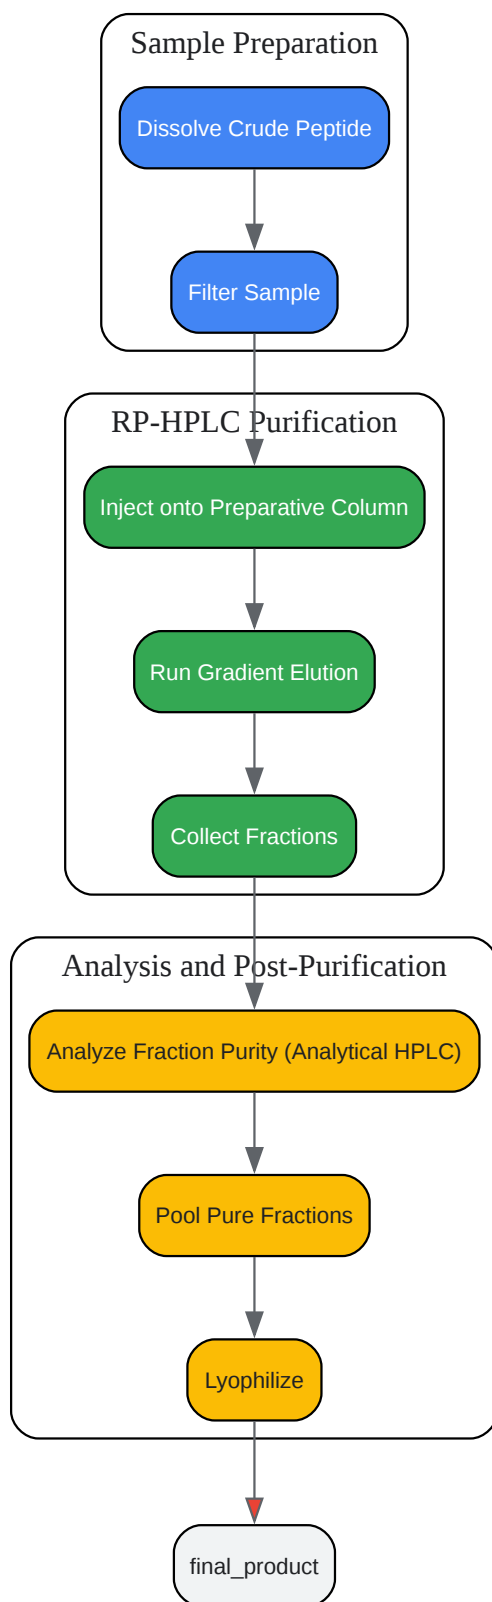 Sample Preparation
Dissolve Crude Peptide
Filter Sample
RP-HPLC Purification
Inject onto Preparative Column
Run Gradient Elution
Collect Fractions
Analysis and Post-Purification
Analyze Fraction Purity (Analytical HPLC)
Pool Pure Fractions
Lyophilize
final_product